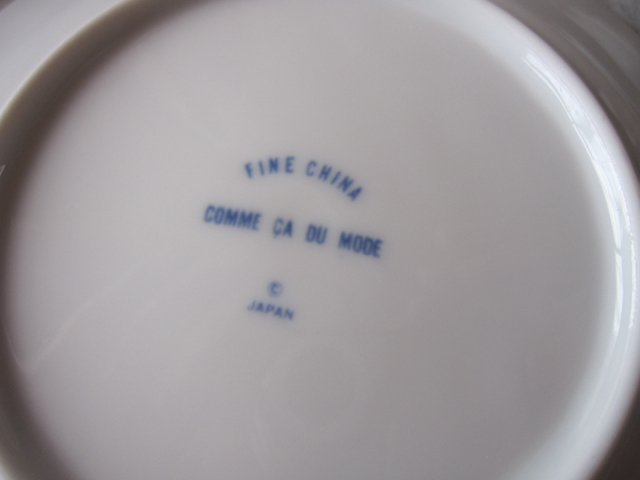 FINE CHINA
COMME ÇA DU MODE
©
JAPAN